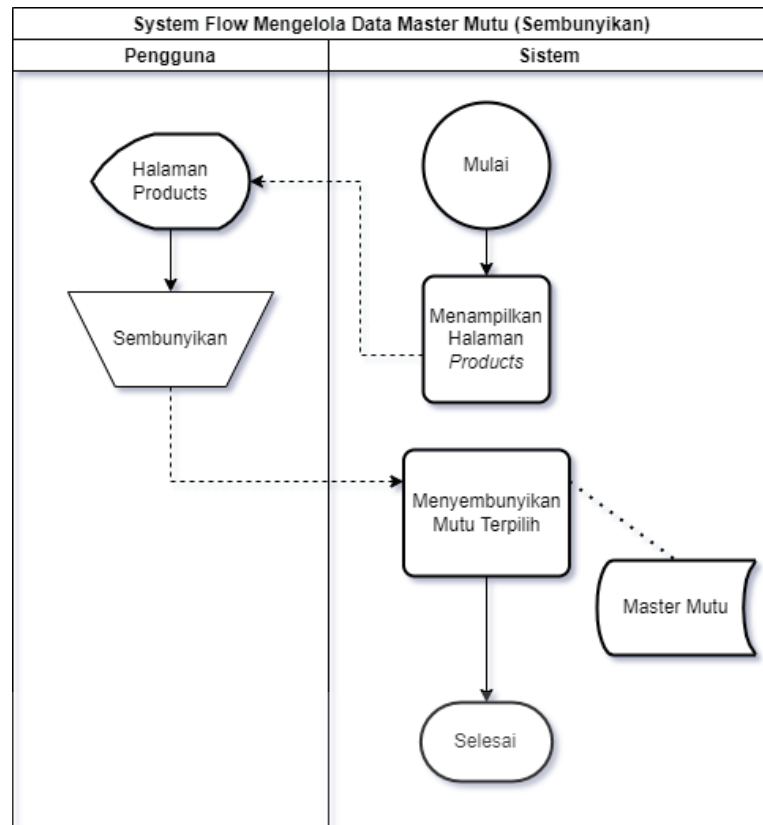 System Flow Mengelola Data Master Mutu (Sembunyikan)
Pengguna
Sistem
Mulai
Halaman
Products
Menampilkan
Halaman
Products
Sembunyikan
Menyembunyikan
Mutu Terpilih
Master Mutu
Selesai